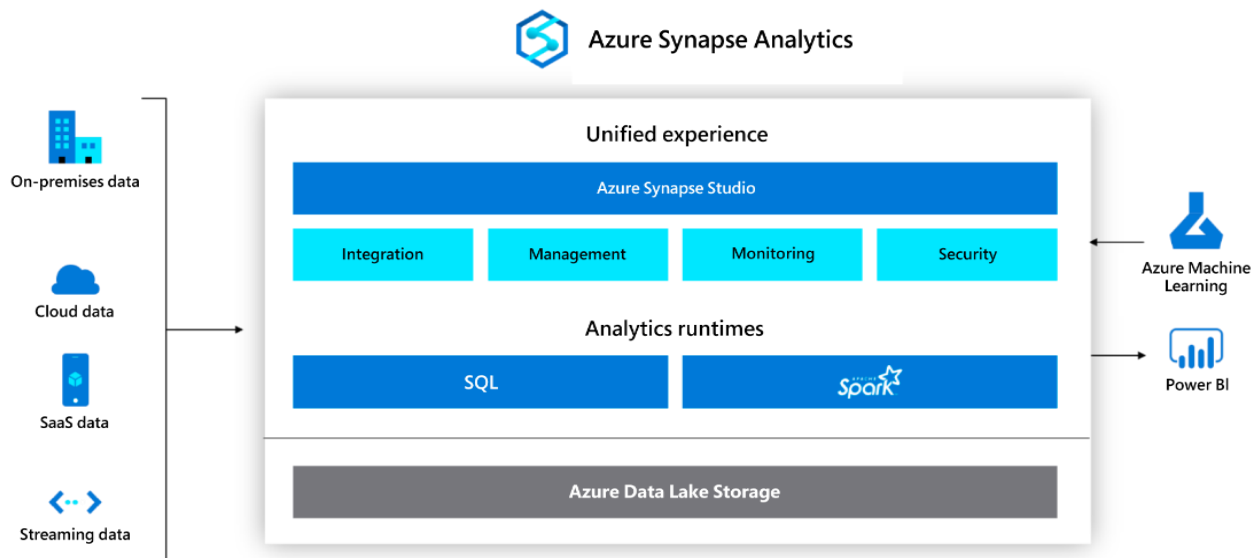 Azure Synapse Analytics
On-premises data
Cloud data
SaaS data
Streaming data
Unified experience
Azure Synapse Studio
Integration
Management
Monitoring
Security
Analytics runtimes
SQL
APACHE
Spark
Azure Data Lake Storage
Azure Machine
Learning
Power BI